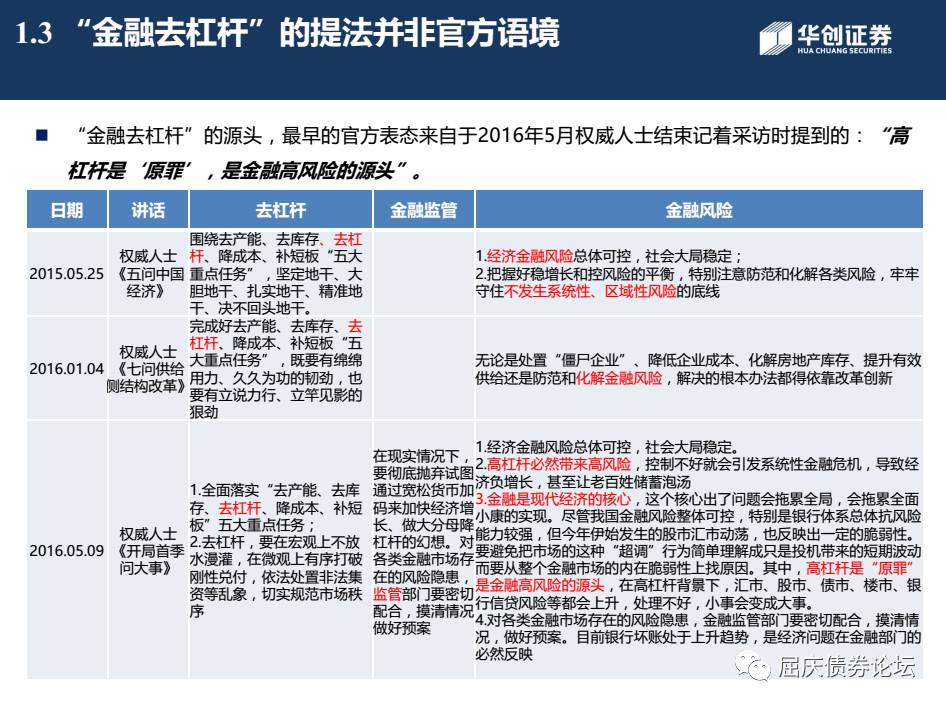 1.3 “金融去杠杆”的提法并非官方语境
华创证券
HUA CHUANG SECURITIES
■ “金融去杠杆”的源头，最早的官方表态来自于2016年5月权威人士结束记着采访时提到的：“高
杠杆是‘原罪’，是金融高风险的源头”。
日期 讲话 去杠杆 金融监管 金融风险
2015.05.25
权威人士
《五问中国
经济》
围绕去产能、去库存、去杠
杆、降成本、补短板“五大
重点任务”，坚定地干、大
胆地干、扎实地干、精准地
干、决不回头地干。
1.经济金融风险总体可控，社会大局稳定；
2.把握好稳增长和控风险的平衡，特别注意防范和化解各类风险，牢牢
守住不发生系统性、区域性风险的底线
2016.01.04
权威人士
《七问供给
侧结构改革》
完成好去产能、去库存、去
杠杆、降成本、补短板“五
大重点任务”，既要有绵绵
用力、久久为功的韧劲，也
要有立说力行、立竿见影的
狠劲
无论是处置“僵尸企业”、降低企业成本、化解房地产库存、提升有效
供给还是防范和化解金融风险，解决的根本办法都得依靠改革创新
2016.05.09
权威人士
《开局首季
问大事》
1.全面落实“去产能、去库
存、去杠杆、降成本、补短
板”五大重点任务；
2.去杠杆，要在宏观上不放
水漫灌，在微观上有序打破
刚性兑付，依法处置非法集
资等乱象，切实规范市场秩
序
在现实情况下，
要彻底抛弃试图
通过宽松货币加
码来加快经济增
长、做大分母降
杠杆的幻想。对
各类金融市场存
在的风险隐患，
监管部门要密切
配合，摸清情况
做好预案
1.经济金融风险总体可控，社会大局稳定。
2.高杠杆必然带来高风险，控制不好就会引发系统性金融危机，导致经
济负增长，甚至让老百姓储蓄泡汤
3.金融是现代经济的核心，这个核心出了问题会拖累全局，会拖累全面
小康的实现。尽管我国金融风险整体可控，特别是银行体系总体抗风险
能力较强，但今年伊始发生的股市汇市动荡，也反映出一定的脆弱性。
要避免把市场的这种“超调”行为简单理解成只是投机带来的短期波动
而要从整个金融市场的内在脆弱性上找原因。其中，高杠杆是“原罪”
是金融高风险的源头，在高杠杆背景下，汇市、股市、债市、楼市、银
行信贷风险等都会上升，处理不好，小事会变成大事。
4.对各类金融市场存在的风险隐患，金融监管部门要密切配合，摸清情
况，做好预案。目前银行坏账处于上升趋势，是经济问题在金融部门的
必然反映
屈庆债券论坛